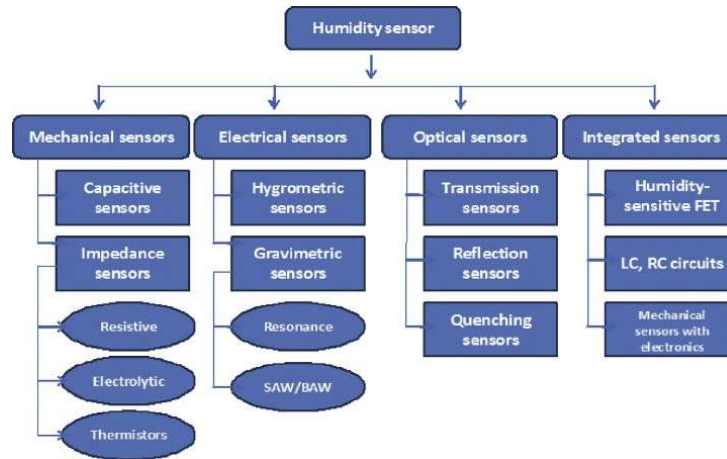 Humidity sensor
Mechanical sensors
Electrical sensors
Optical sensors
Integrated sensors
Capacitive
sensors
Impedance
sensors
Resistive
Electrolytic
Thermistors
Hygrometric
sensors
Gravimetric
sensors
Resonance
SAW/BAW
Transmission
sensors
Reflection
sensors
Quenching
sensors
Humidity-
sensitive FET
LC, RC circuits
Mechanical
sensors with
electronics